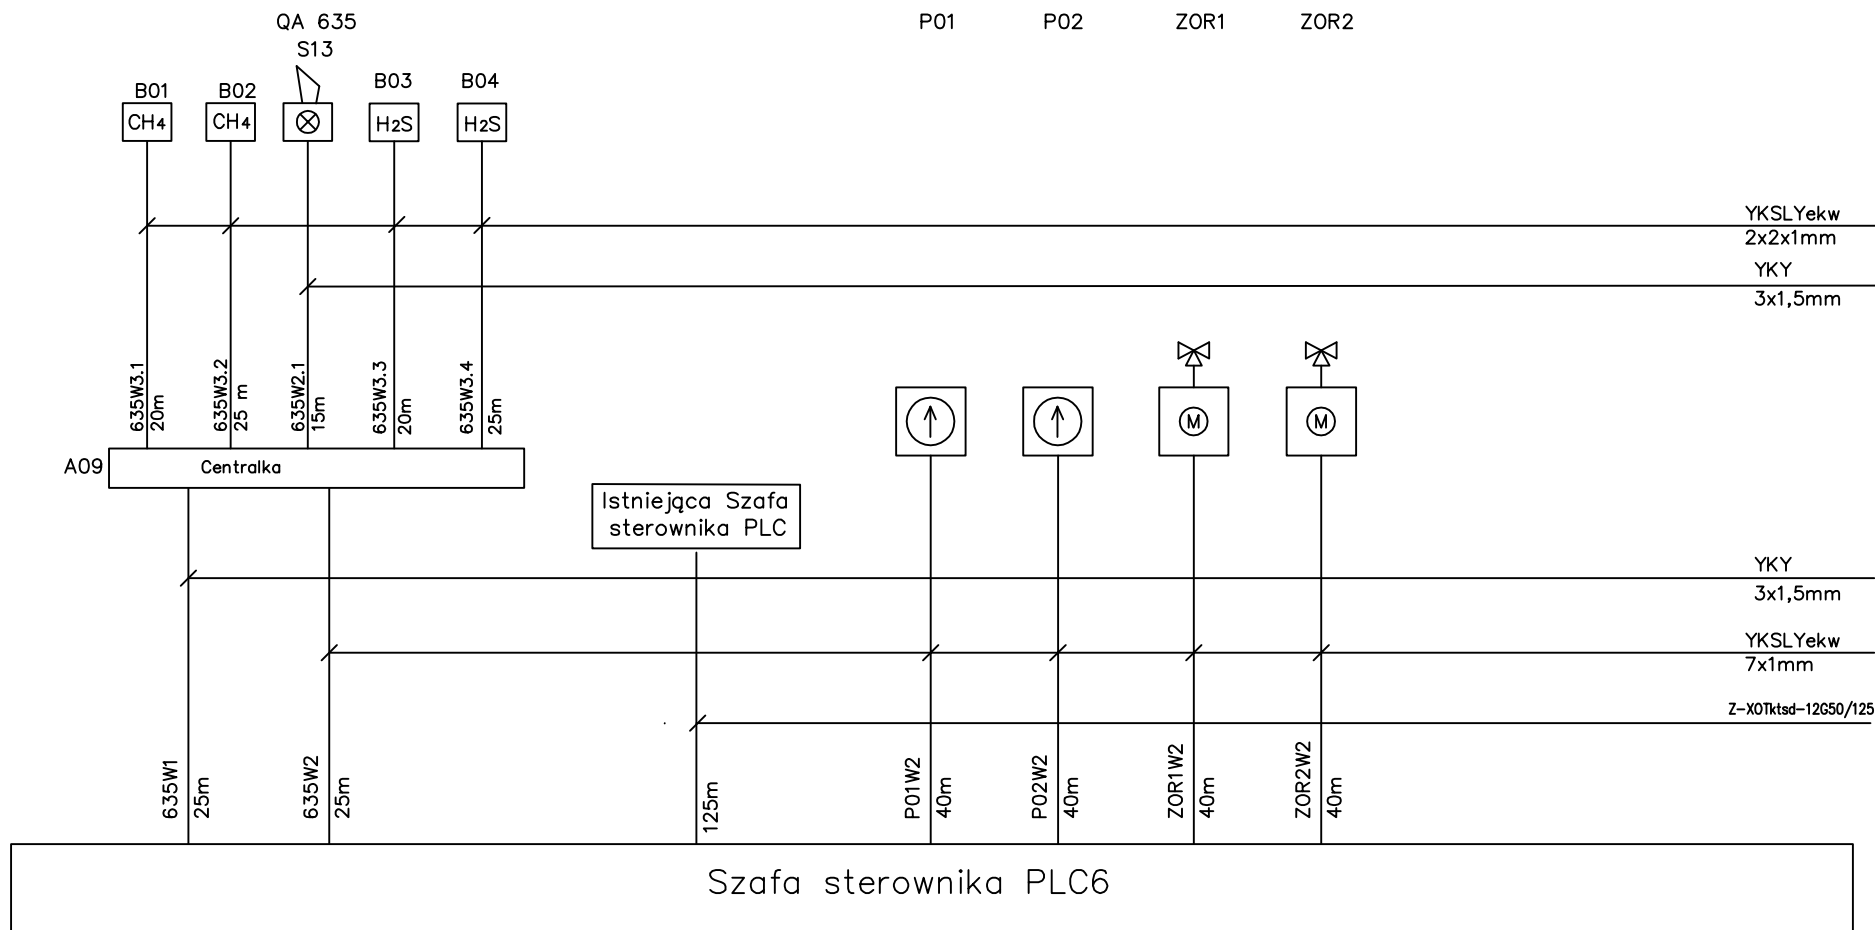 QA 635
P01
P02
ZOR1
ZOR2
S13
B01
B02
B03
B04
CH4
CH4
H2S
H2S
YKSLYekw
2x2x1mm
YKY
3x1,5mm
635W3.1
20m
635W3.2
25 m
635W2.1
15m
635W3.3
20m
635W3.4
25m
M
M
A09
Centralka
Istniejąca Szafa
sterownika PLC
YKY
3x1,5mm
YKSLYekw
7x1mm
Z-XOTktsd-12G50/125
635W1
25m
635W2
25m
125m
P01W2
40m
P02W2
40m
ZOR1W2
40m
ZOR2W2
40m
Szafa sterownika PLC6